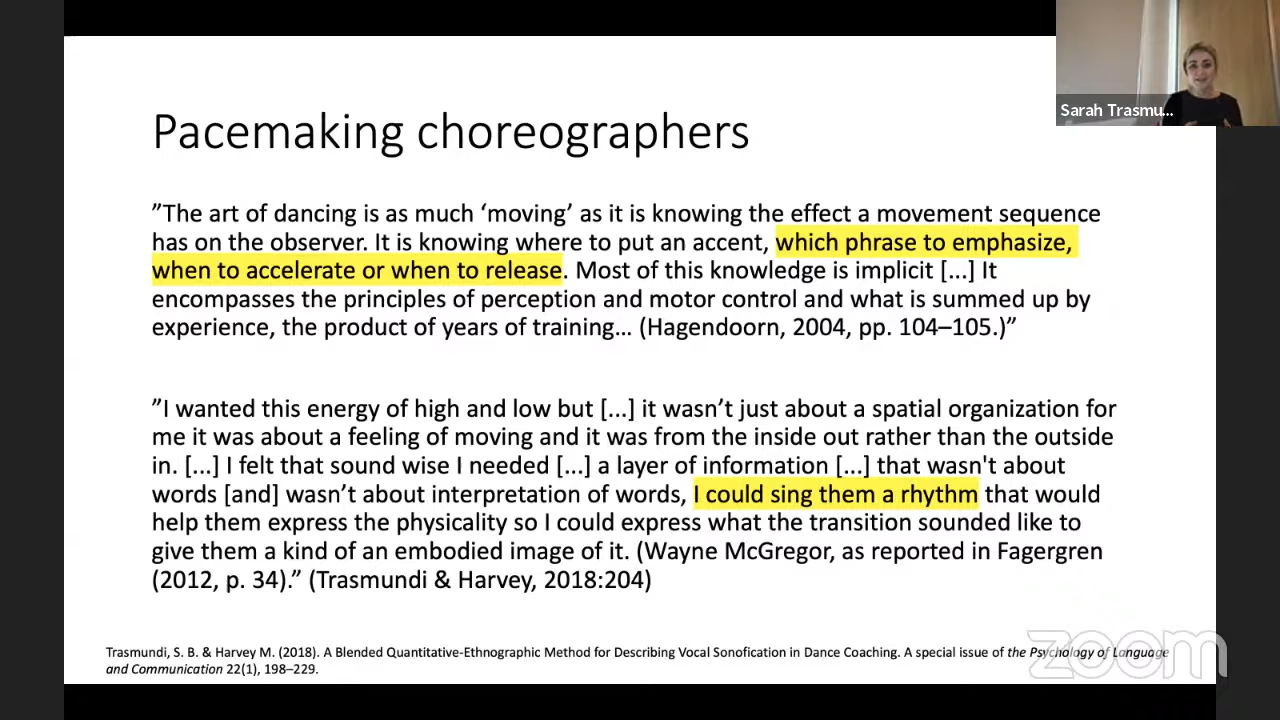 Sarah Trasmu...
Pacemaking choreographers
”The art of dancing is as much ‘moving’ as it is knowing the effect a movement sequence
has on the observer. It is knowing where to put an accent, which phrase to emphasize,
when to accelerate or when to release. Most of this knowledge is implicit [...] It
encompasses the principles of perception and motor control and what is summed up by
experience, the product of years of training… (Hagendoorn, 2004, pp. 104–105.)”
”I wanted this energy of high and low but [...] it wasn’t just about a spatial organization for
me it was about a feeling of moving and it was from the inside out rather than the outside
in. [...] I felt that sound wise I needed [...] a layer of information [...] that wasn't about
words [and] wasn’t about interpretation of words, I could sing them a rhythm that would
help them express the physicality so I could express what the transition sounded like to
give them a kind of an embodied image of it. (Wayne McGregor, as reported in Fagergren
(2012, p. 34).” (Trasmundi & Harvey, 2018:204)
Trasmundi, S. B. & Harvey M. (2018). A Blended Quantitative-Ethnographic Method for Describing Vocal Sonofication in Dance Coaching. A special issue of the Psychology of Language
and Communication 22(1), 198–229.
zoom